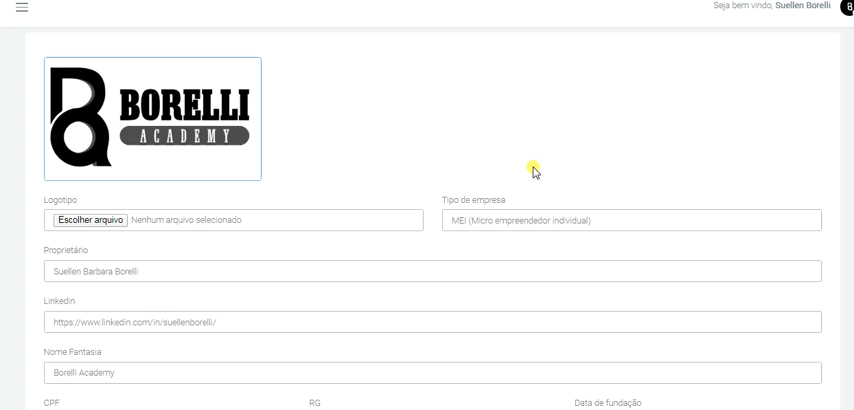 Seja bem vindo, Suellen Borelli
BORELLI
ACADEMY
Logotipo
Tipo de empresa
Escolher arquivo Nenhum arquivo selecionado
MEI (Micro empreendedor individual)
Proprietário
Suellen Barbara Borelli
Linkedin
https://www.linkedin.com/in/suellenborelli/
Nome Fantasia
Borelli Academy
CPF
RG
Data de fundação